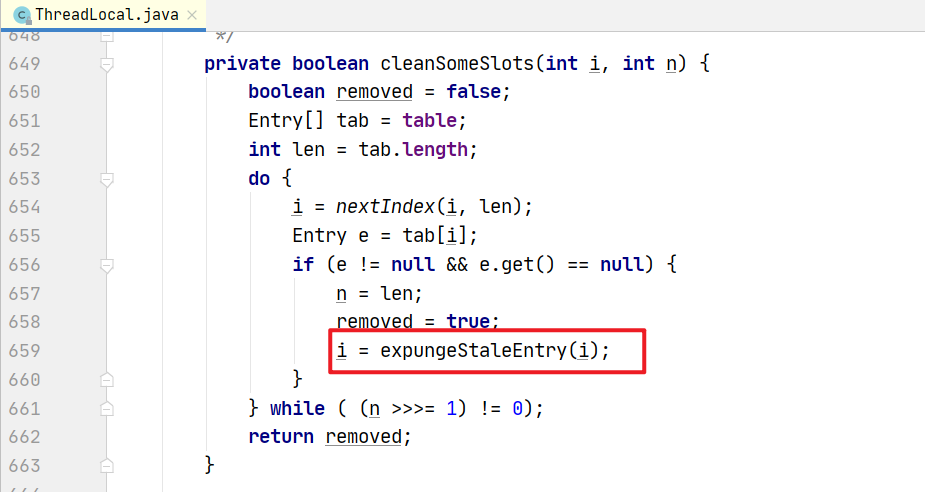 ThreadLocal.java
648 */
649 private boolean cleanSomeSlots(int i, int n) {
650 boolean removed = false;
651 Entry[] tab = table;
652 int len = tab.length;
653 do {
654 i = nextIndex(i, len);
655 Entry e = tab[i];
656 if (e != null && e.get() == null) {
657 n = len;
658 removed = true;
659 i = expungeStaleEntry(i);
660 }
661 } while ( (n >>>= 1) != 0);
662 return removed;
663 }